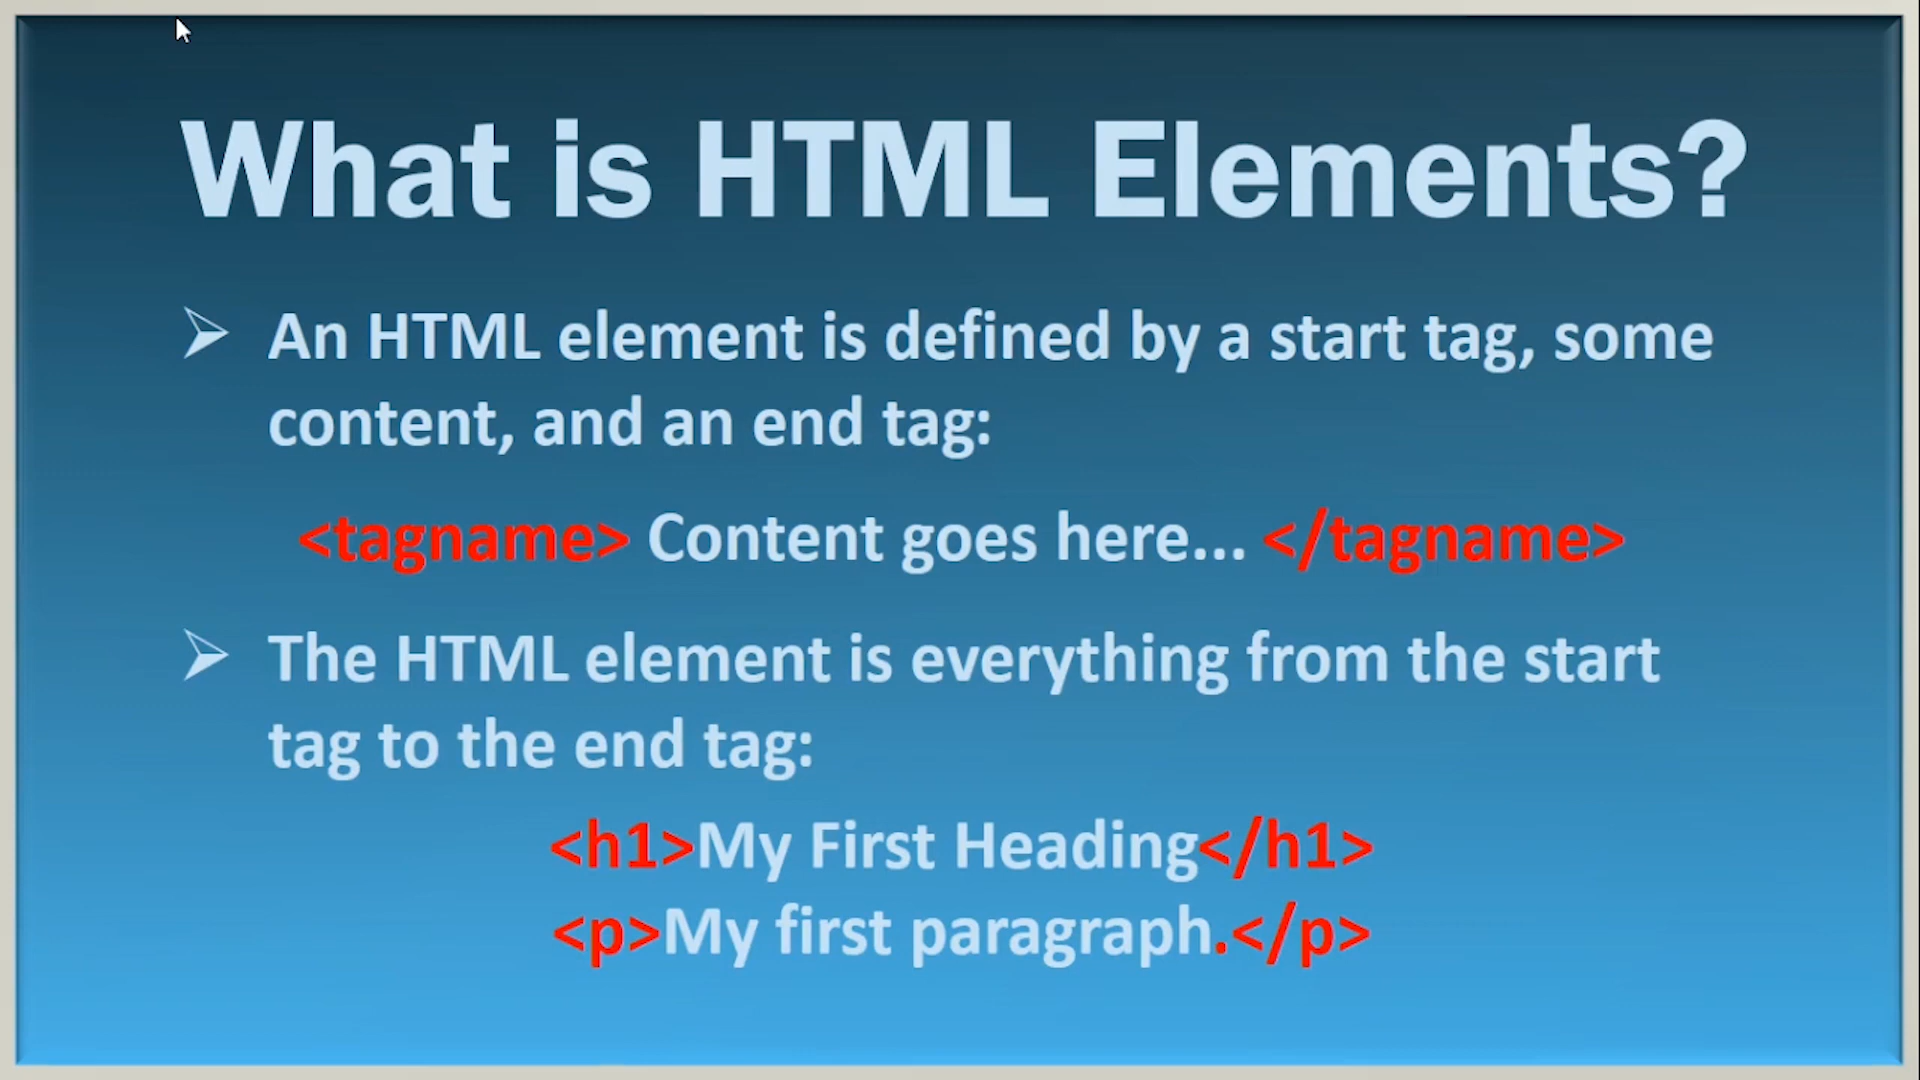 What is HTML Elements?
An HTML element is defined by a start tag, some
content, and an end tag:
<tagname> Content goes here... </tagname>
The HTML element is everything from the start
tag to the end tag:
<h1>My First Heading</h1>
<p>My first paragraph.</p>